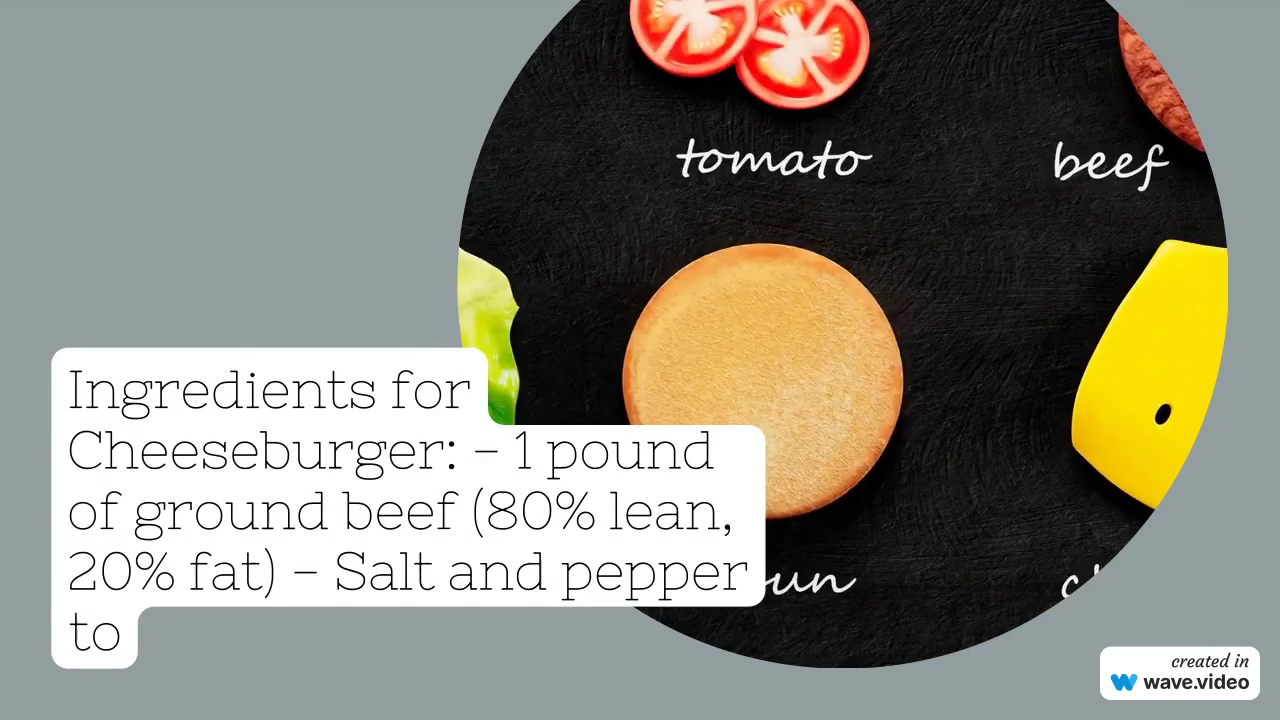 tomato
beef
Ingredients for
Cheeseburger: – 1 pound
of ground beef (80% lean,
20% fat) – Salt and pepper
to
created in
wave.video